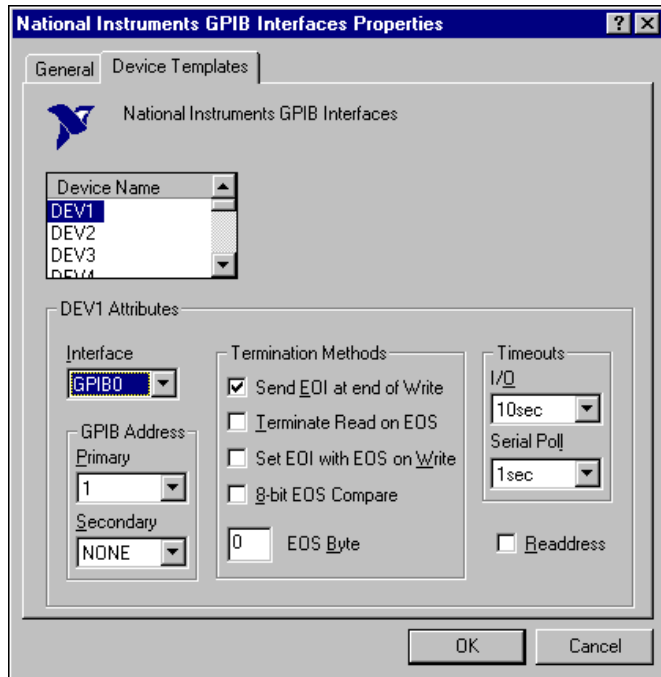 National Instruments GPIB Interfaces Properties
General
Device Templates
National Instruments GPIB Interfaces
Device Name
DEV1
DEV2
DEV3
DEV4
DEV1 Attributes
Interface
GPIB0
GPIB Address
Primary
1
Secondary
NONE
Termination Methods
Send EOI at end of Write
Terminate Read on EOS
Set EOI with EOS on Write
8-bit EOS Compare
0 EOS Byte
Timeouts
I/O
10sec
Serial Poll
1sec
Readdress
OK
Cancel